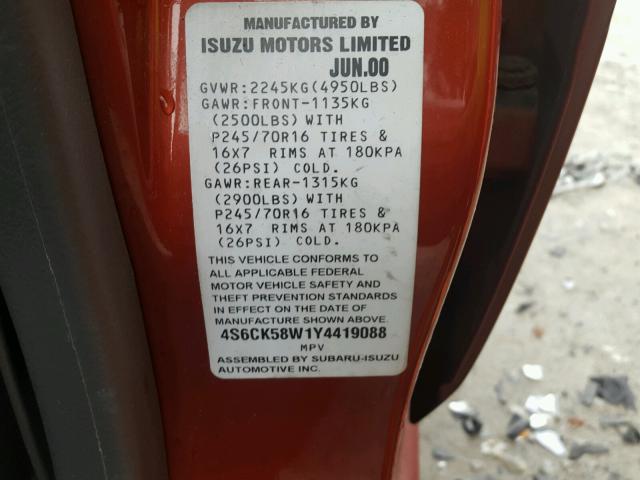 MANUFACTURED BY
ISUZU MOTORS LIMITED
JUN.00
GVWR:2245KG(4950LBS)
GAWR:FRONT-1135KG
(2500LBS) WITH
P245/70R16 TIRES &
16X7 RIMS AT 180KPA
(26PSI) COLD.
GAWR:REAR-1315KG
(2900LBS) WITH
P245/70R16 TIRES &
16X7 RIMS AT 180KPA
(26PSI) COLD.
THIS VEHICLE CONFORMS TO
ALL APPLICABLE FEDERAL
MOTOR VEHICLE SAFETY AND
THEFT PREVENTION STANDARDS
IN EFFECT ON THE DATE OF
MANUFACTURE SHOWN ABOVE.
4S6CK58W1Y4419088
MPV
ASSEMBLED BY SUBARU-ISUZU
AUTOMOTIVE INC.